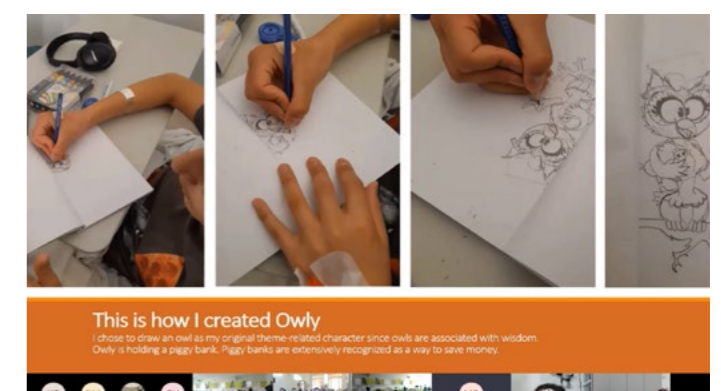 This is how I created Owly
I chose to draw an owl as my original theme-related character since owls are associated with wisdom.
Owly is holding a piggy bank. Piggy banks are extensively recognized as a way to save money.